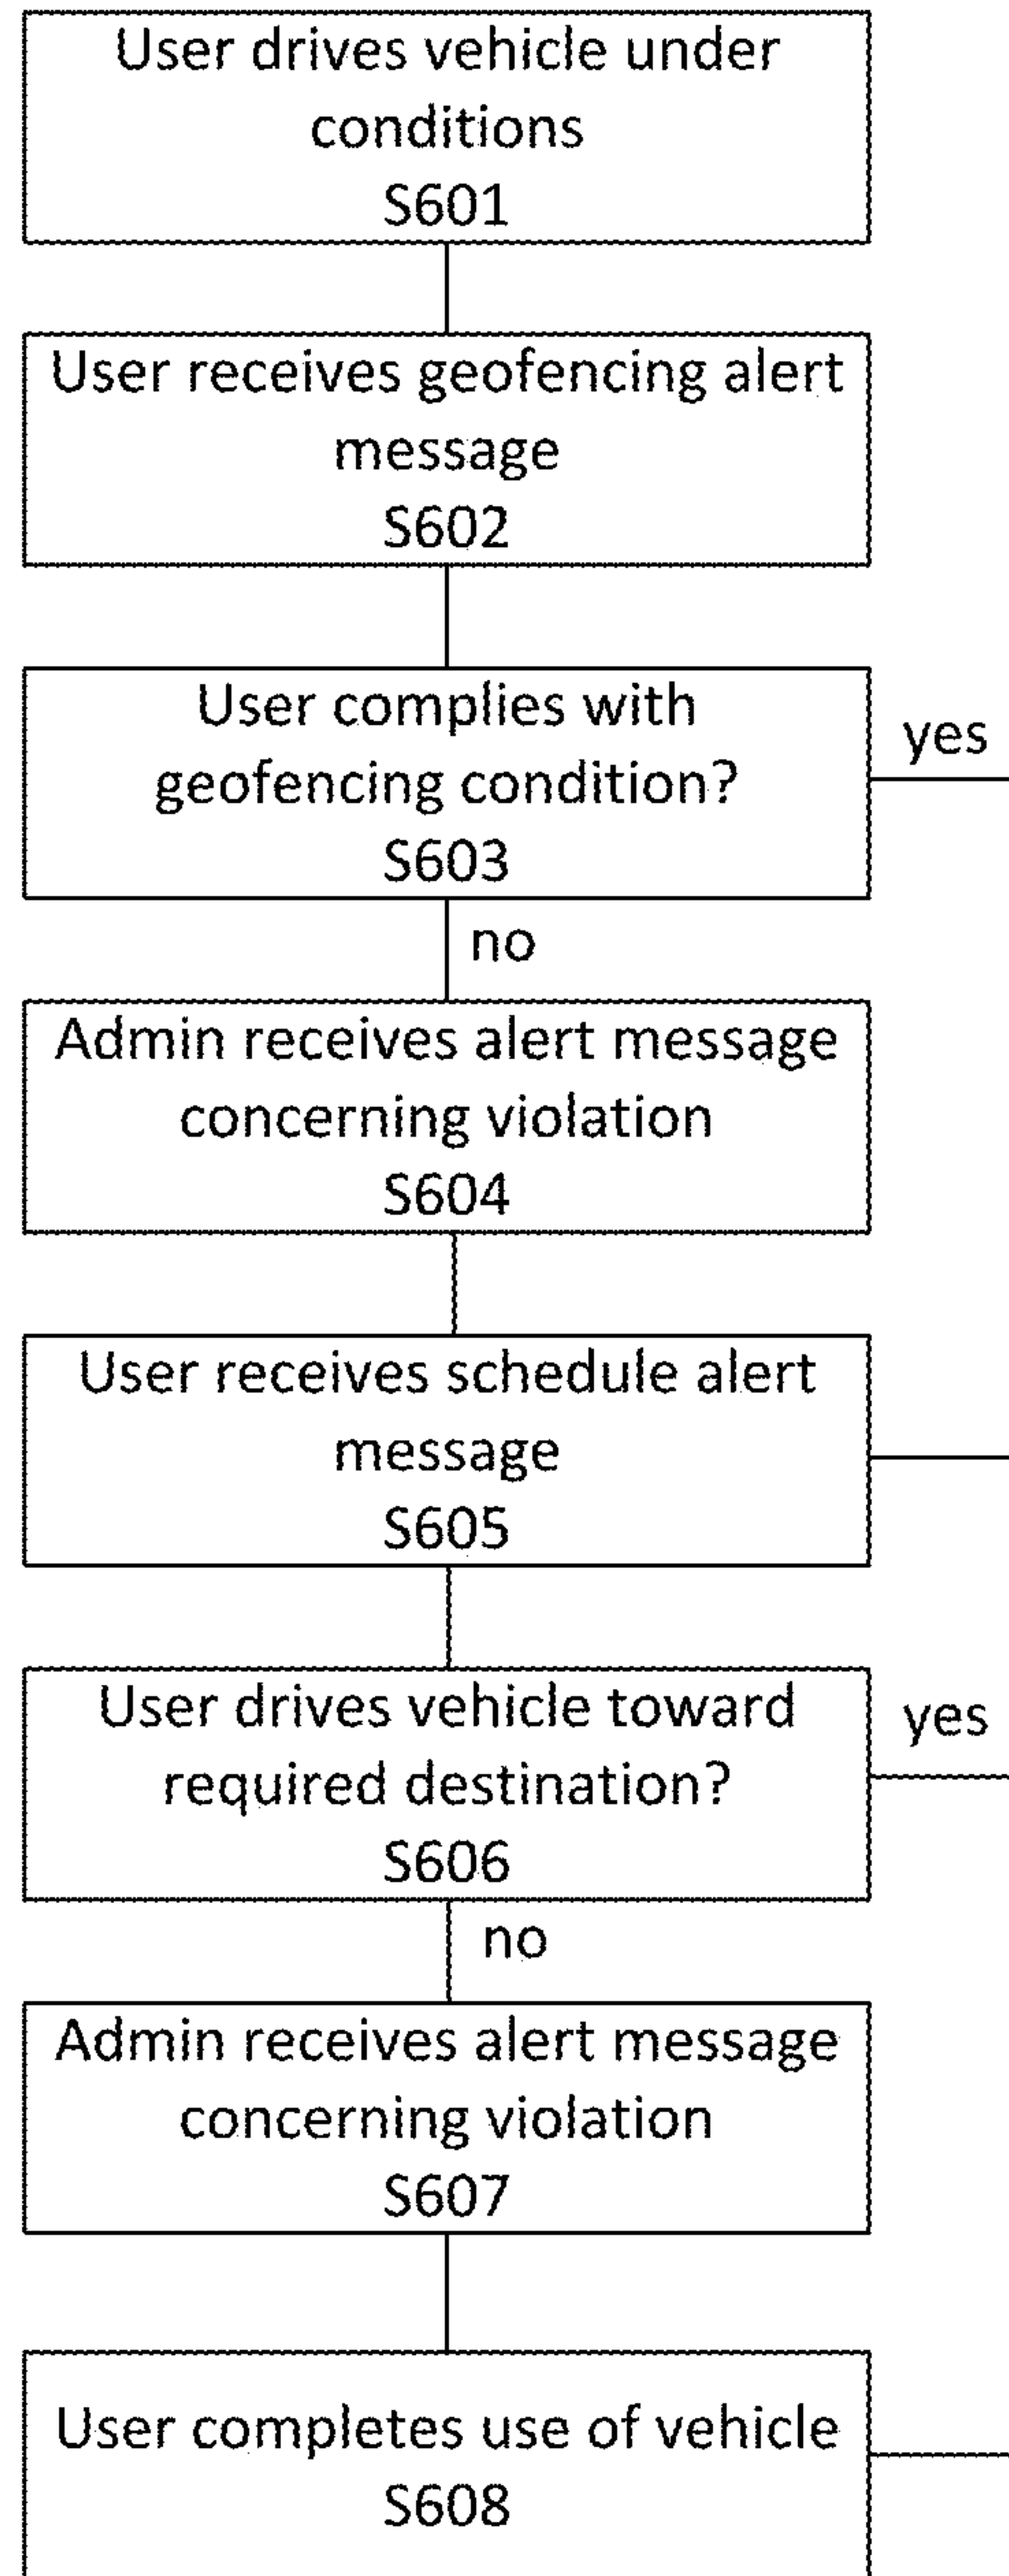 User drives vehicle under
conditions
S601
User receives geofencing alert
message
S602
User complies with
geofencing condition?
S603
yes
no
Admin receives alert message
concerning violation
S604
User receives schedule alert
message
S605
User drives vehicle toward
required destination?
S606
yes
no
Admin receives alert message
concerning violation
S607
User completes use of vehicle
S608